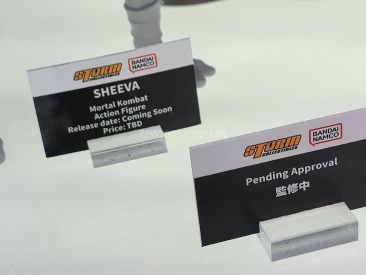 STORM
COLLECTIBLES
BANDAI
NAMCO
SHEEVA
Mortal Kombat
Action Figure
Release date: Coming Soon
Price: TBD
STORM
COLLECTIBLES
BANDAI
NAMCO
Pending Approval
監修中